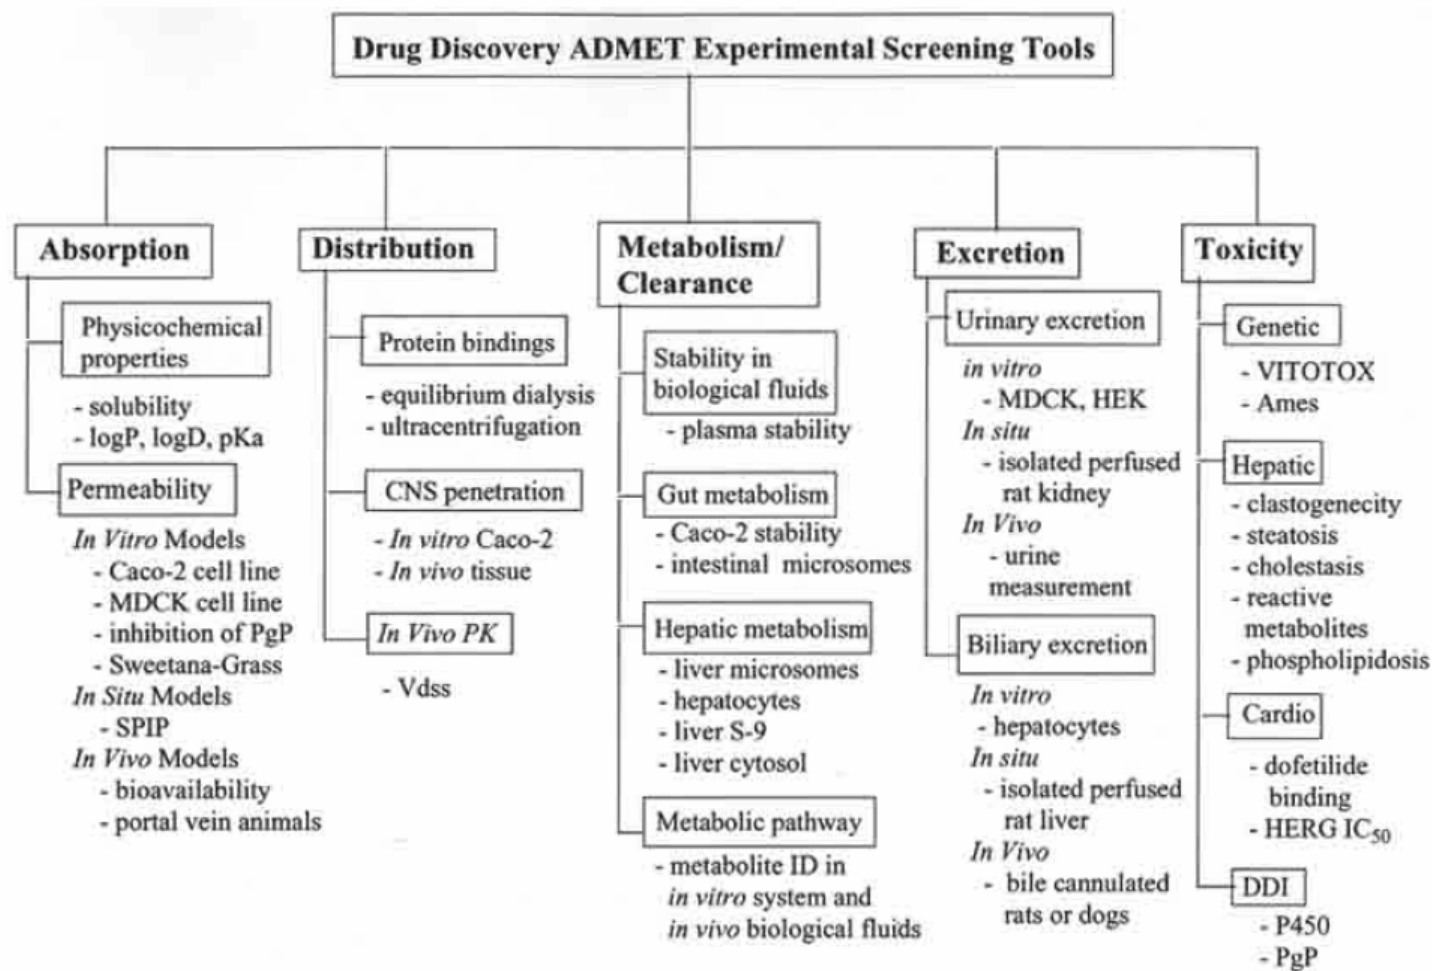 Drug Discovery ADMET Experimental Screening Tools
Absorption
Physicochemical
properties
- solubility
- logP, logD, pKa
Permeability
In Vitro Models
- Caco-2 cell line
- MDCK cell line
- inhibition of PgP
- Sweetana-Grass
In Situ Models
- SPIP
In Vivo Models
- bioavailability
- portal vein animals
Distribution
Protein bindings
- equilibrium dialysis
- ultracentrifugation
CNS penetration
- In vitro Caco-2
- In vivo tissue
In Vivo PK
- Vdss
Metabolism/
Clearance
Stability in
biological fluids
- plasma stability
Gut metabolism
- Caco-2 stability
- intestinal microsomes
Hepatic metabolism
- liver microsomes
- hepatocytes
- liver S-9
- liver cytosol
Metabolic pathway
- metabolite ID in
in vitro system and
in vivo biological fluids
Excretion
Urinary excretion
in vitro
- MDCK, HEK
In situ
- isolated perfused
rat kidney
In Vivo
- urine
measurement
Biliary excretion
In vitro
- hepatocytes
In situ
- isolated perfused
rat liver
In Vivo
- bile cannulated
rats or dogs
Toxicity
Genetic
- VITOTOX
- Ames
Hepatic
- clastogenecity
- steatosis
- cholestasis
- reactive
metabolites
- phospholipidosis
Cardio
- dofetilide
binding
- HERG IC50
DDI
- P450
- PgP